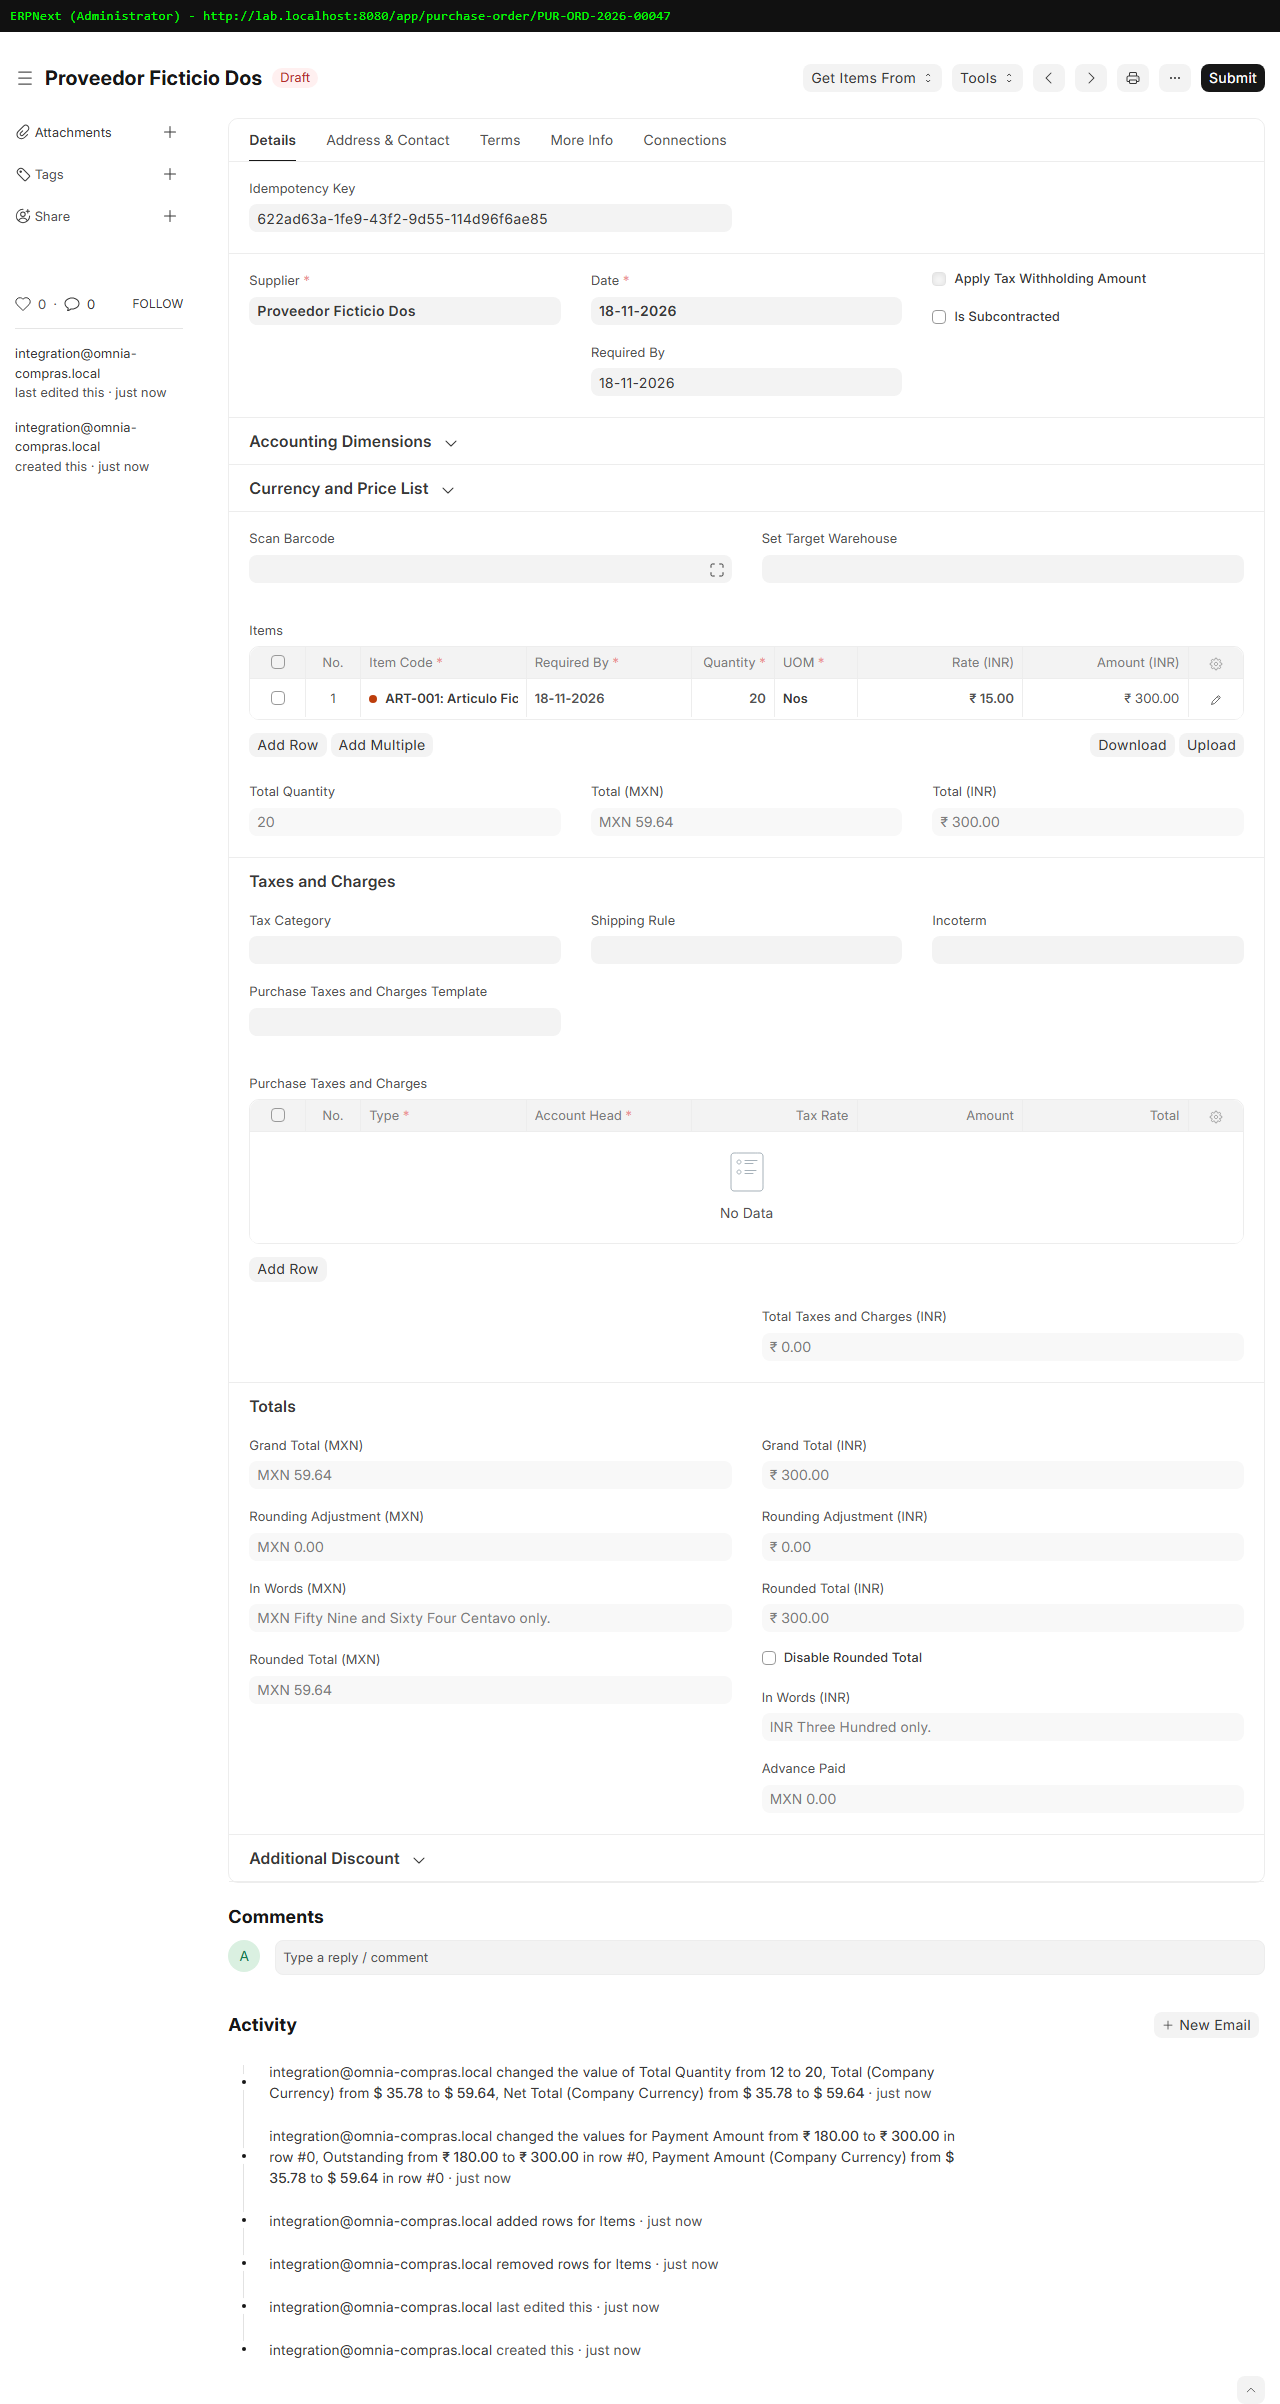 ERPNext (Administrator) - http://lab.localhost:8080/app/purchase-order/PUR-ORD-2026-00047
Proveedor Ficticio Dos Draft
Get Items From Tools ··· Submit
Attachments
Tags
Share
0 · 0 FOLLOW
integration@omnia-
compras.local
last edited this · just now
integration@omnia-
compras.local
created this · just now
Details Address & Contact Terms More Info Connections
Idempotency Key
622ad63a-1fe9-43f2-9d55-114d96f6ae85
Supplier * Date * Apply Tax Withholding Amount
Proveedor Ficticio Dos 18-11-2026 Is Subcontracted
Required By
18-11-2026
Accounting Dimensions
Currency and Price List
Scan Barcode Set Target Warehouse
Items
No. Item Code * Required By * Quantity * UOM * Rate (INR) Amount (INR)
1 ART-001: Articulo Fic 18-11-2026 20 Nos ₹ 15.00 ₹ 300.00
Add Row Add Multiple Download Upload
Total Quantity Total (MXN) Total (INR)
20 MXN 59.64 ₹ 300.00
Taxes and Charges
Tax Category Shipping Rule Incoterm
Purchase Taxes and Charges Template
Purchase Taxes and Charges
No. Type * Account Head * Tax Rate Amount Total
No Data
Add Row
Total Taxes and Charges (INR)
₹ 0.00
Totals
Grand Total (MXN) Grand Total (INR)
MXN 59.64 ₹ 300.00
Rounding Adjustment (MXN) Rounding Adjustment (INR)
MXN 0.00 ₹ 0.00
In Words (MXN) Rounded Total (INR)
MXN Fifty Nine and Sixty Four Centavo only. ₹ 300.00
Rounded Total (MXN) Disable Rounded Total
MXN 59.64
In Words (INR)
INR Three Hundred only.
Advance Paid
MXN 0.00
Additional Discount
Comments
A Type a reply / comment
Activity + New Email
integration@omnia-compras.local changed the value of Total Quantity from 12 to 20, Total (Company
Currency) from $ 35.78 to $ 59.64, Net Total (Company Currency) from $ 35.78 to $ 59.64 · just now
integration@omnia-compras.local changed the values for Payment Amount from ₹ 180.00 to ₹ 300.00 in
row #0, Outstanding from ₹ 180.00 to ₹ 300.00 in row #0, Payment Amount (Company Currency) from $
35.78 to $ 59.64 in row #0 · just now
integration@omnia-compras.local added rows for Items · just now
integration@omnia-compras.local removed rows for Items · just now
integration@omnia-compras.local last edited this · just now
integration@omnia-compras.local created this · just now